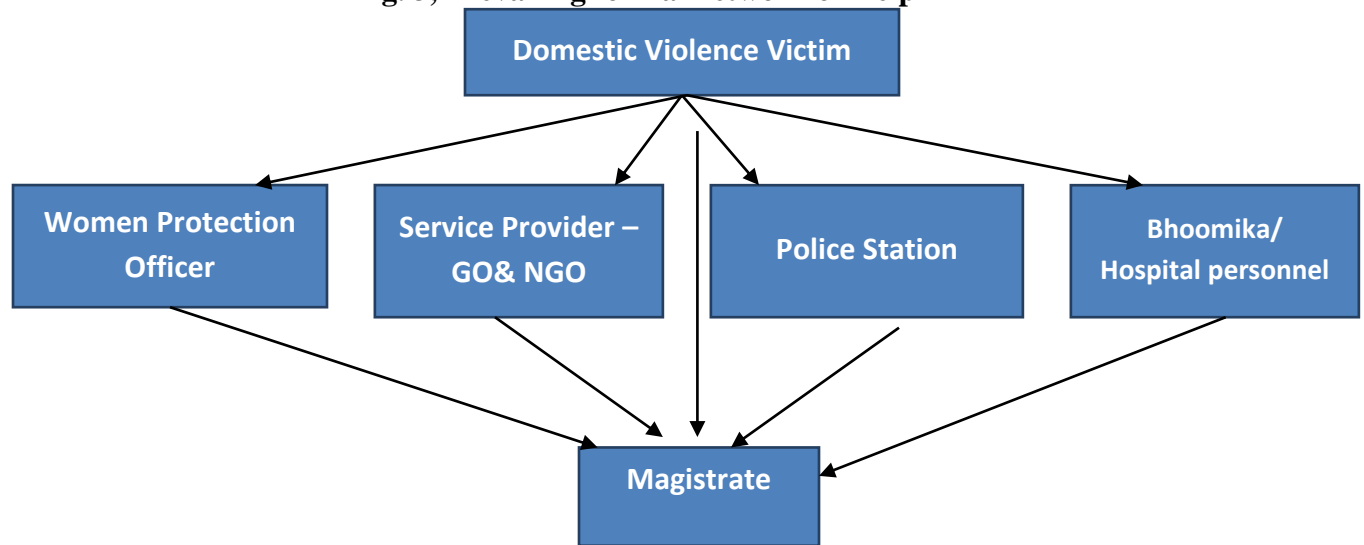 Domestic Violence Victim
Women Protection
Officer
Service Provider –
GO& NGO
Police Station
Bhoomika/
Hospital personnel
Magistrate